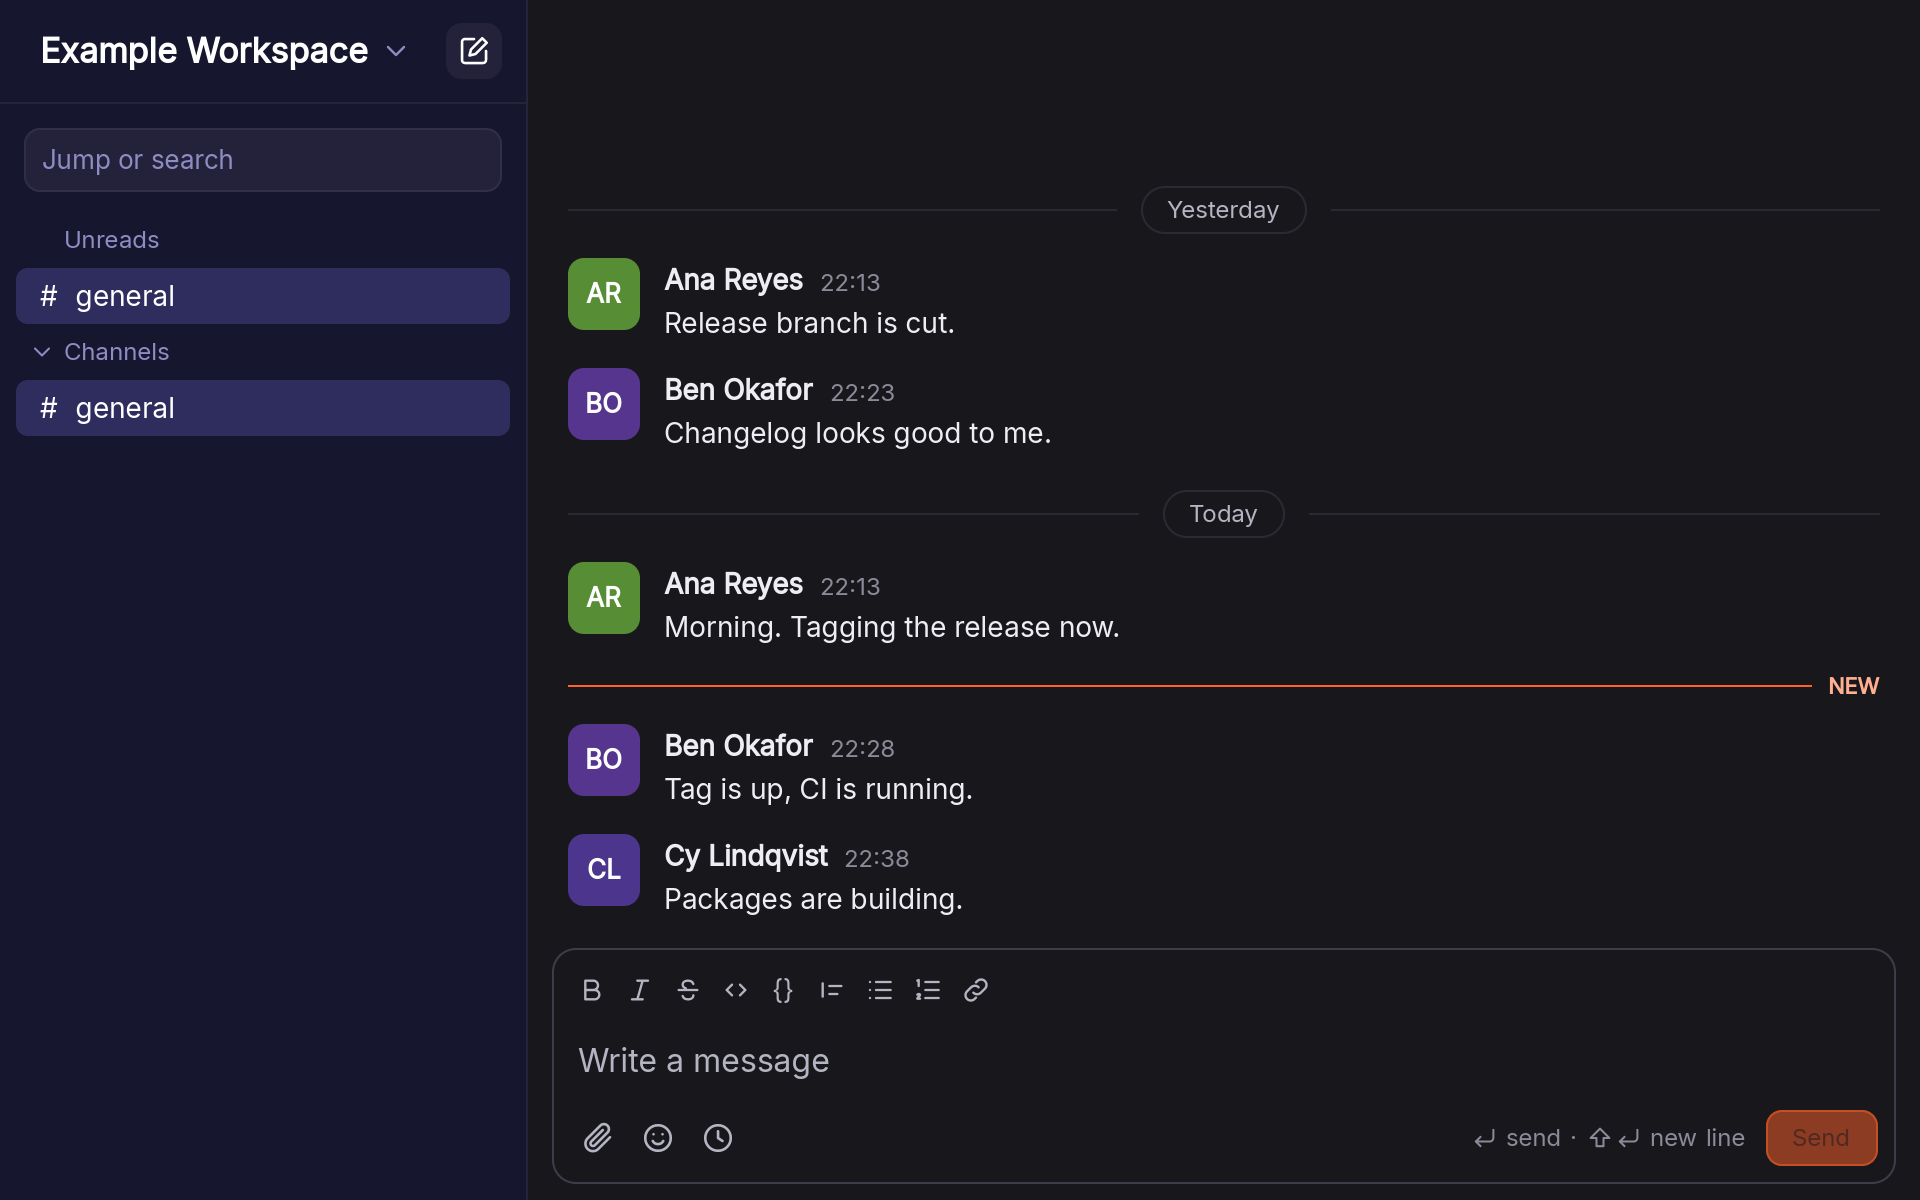 Example Workspace
Jump or search
Unreads
# general
Channels
# general
Yesterday
AR
Ana Reyes 22:13
Release branch is cut.
BO
Ben Okafor 22:23
Changelog looks good to me.
Today
AR
Ana Reyes 22:13
Morning. Tagging the release now.
NEW
BO
Ben Okafor 22:28
Tag is up, CI is running.
CL
Cy Lindqvist 22:38
Packages are building.
Write a message
send · new line
Send